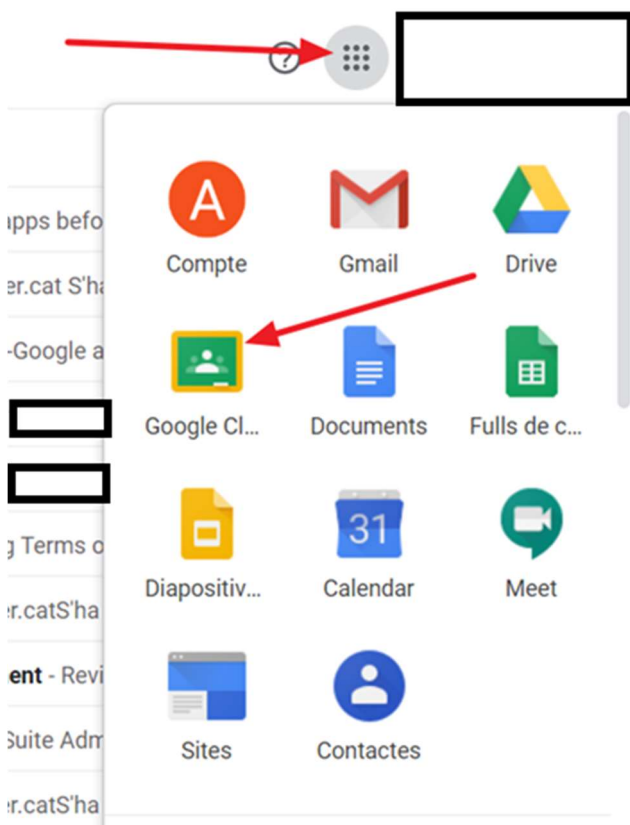 A
Compte
Gmail
Drive
Google Cl...
Documents
Fulls de c...
31
Diapositiv...
Calendar
Meet
Sites
Contactes
apps befo
er.cat S'ha
-Google a
g Terms o
er.catS'ha
ent - Revi
Suite Adm
er.catS'ha
?